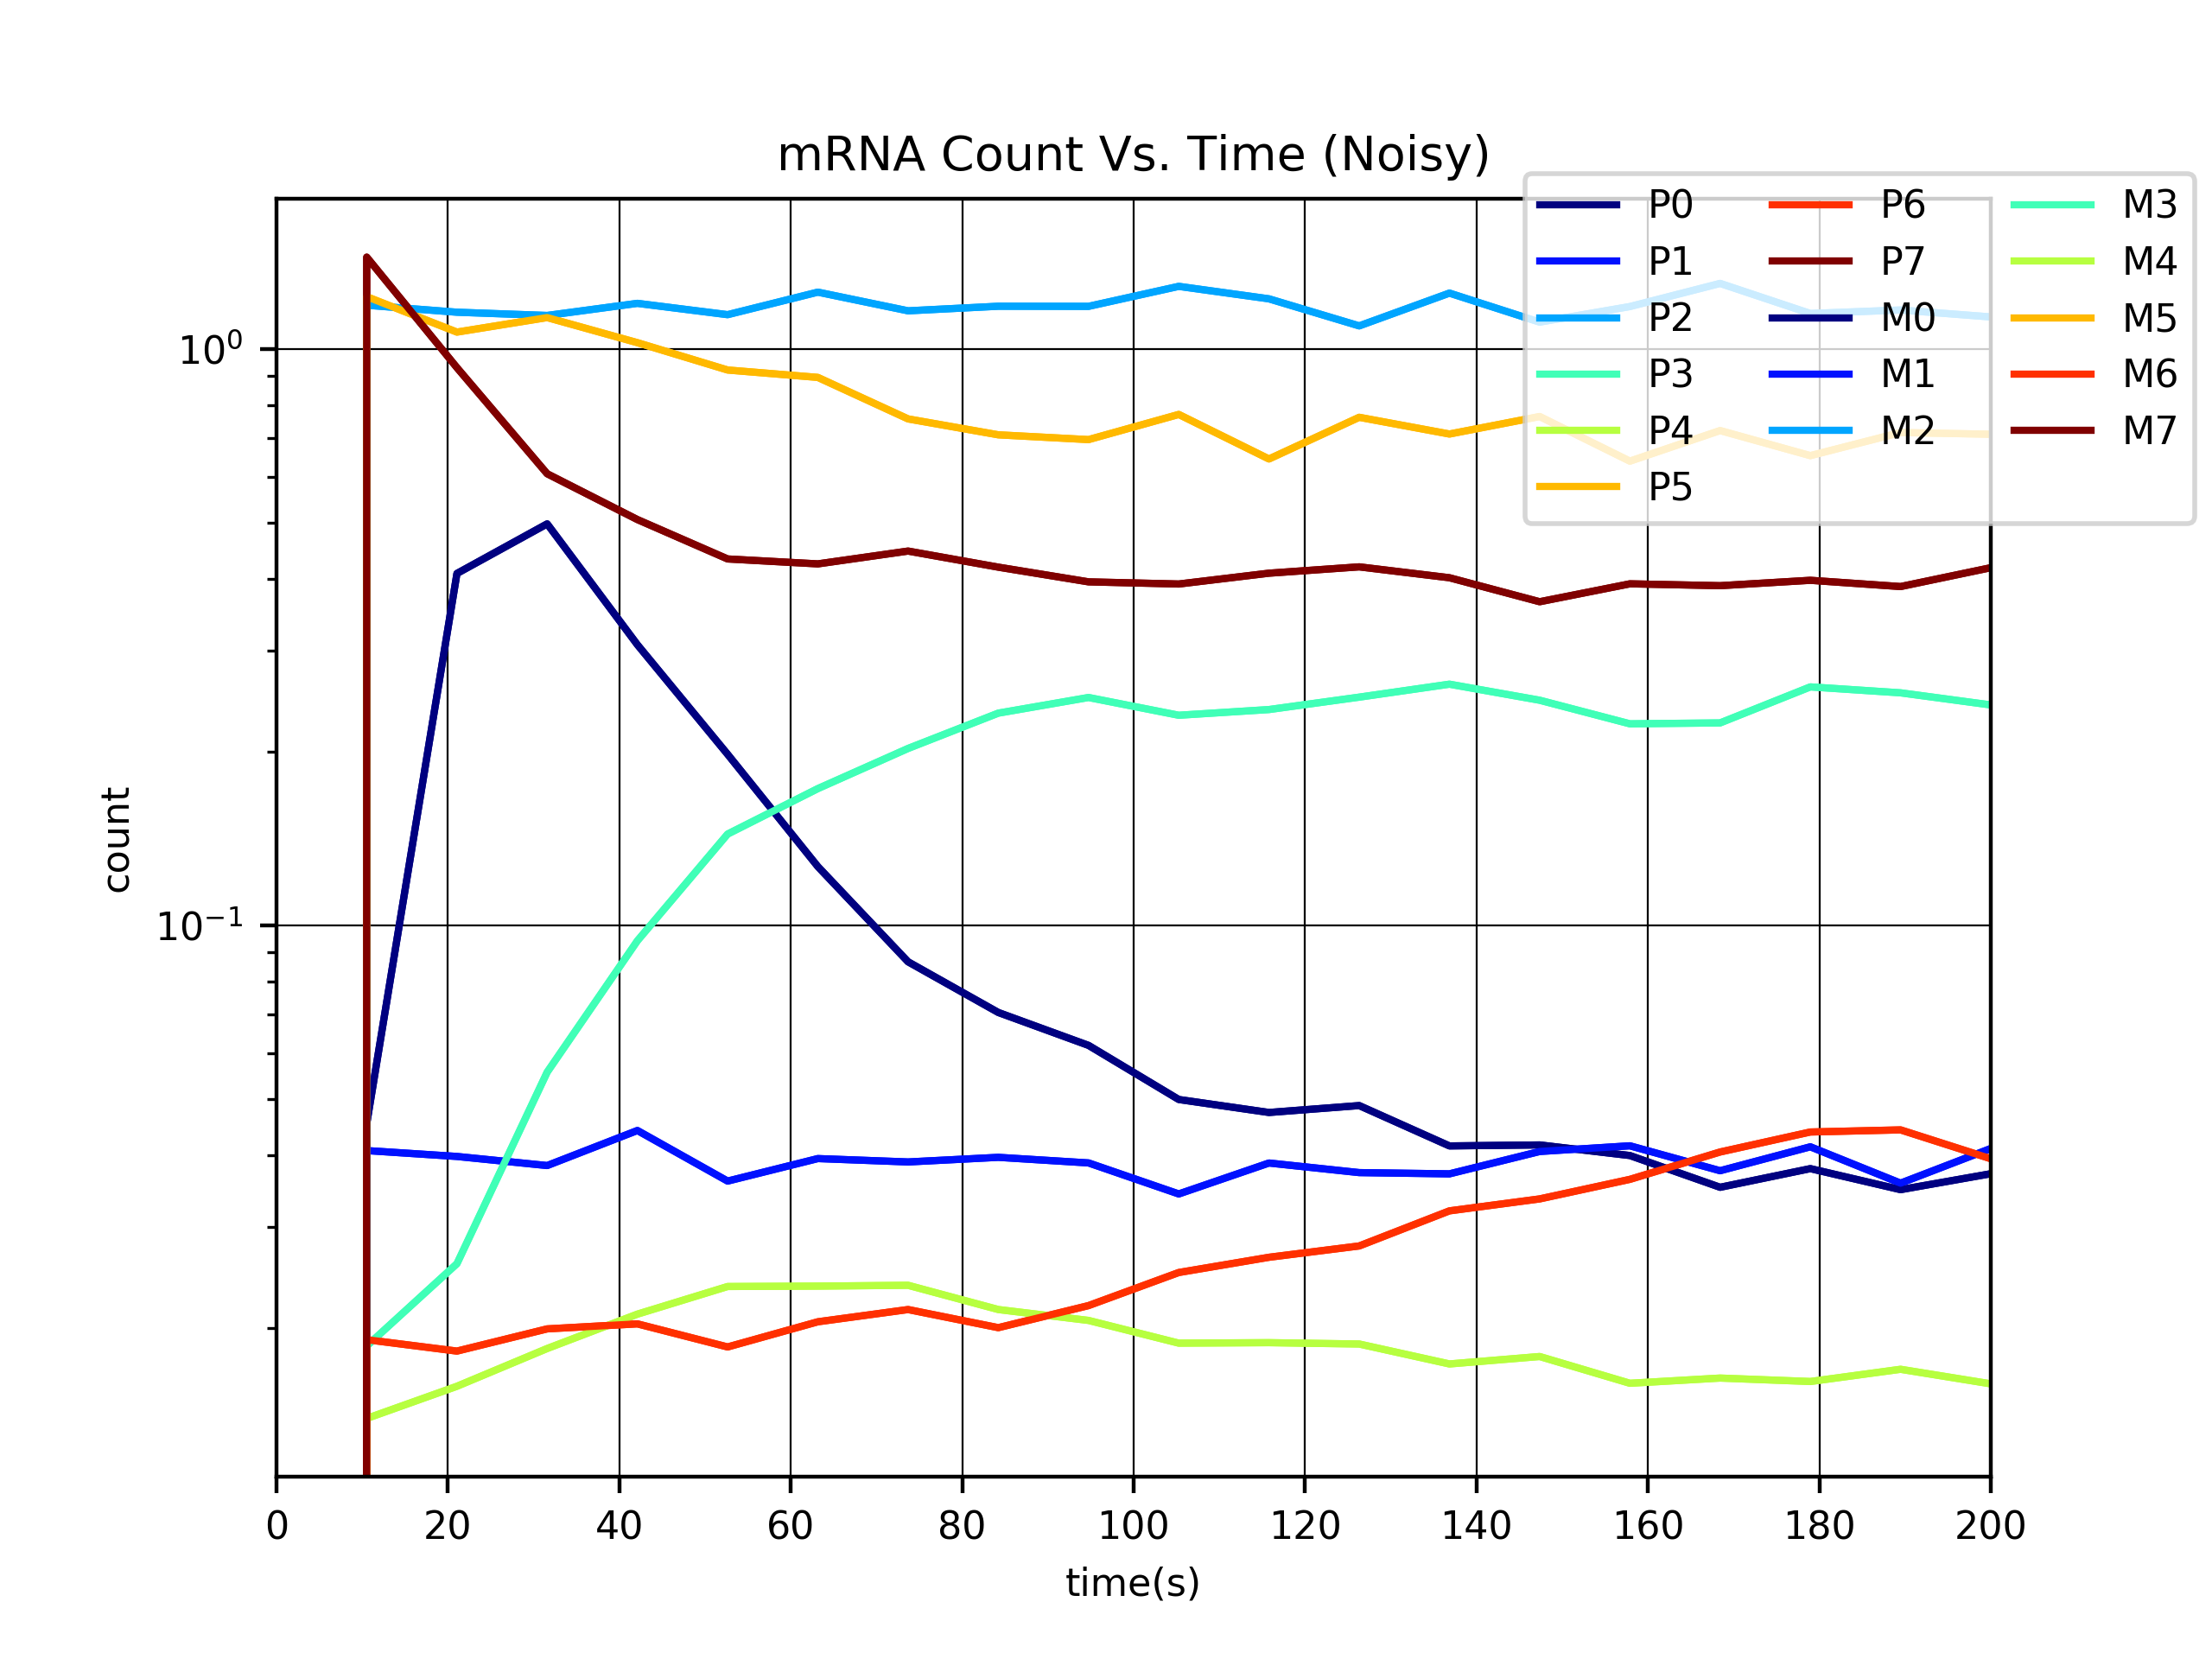 mRNA Count Vs. Time (Noisy)
P0 P6 M3
P1 P7 M4
P2 M0 M5
P3 M1 M6
P4 M2 M7
P5
10⁰
10⁻¹
count
0 20 40 60 80 100 120 140 160 180 200
time(s)